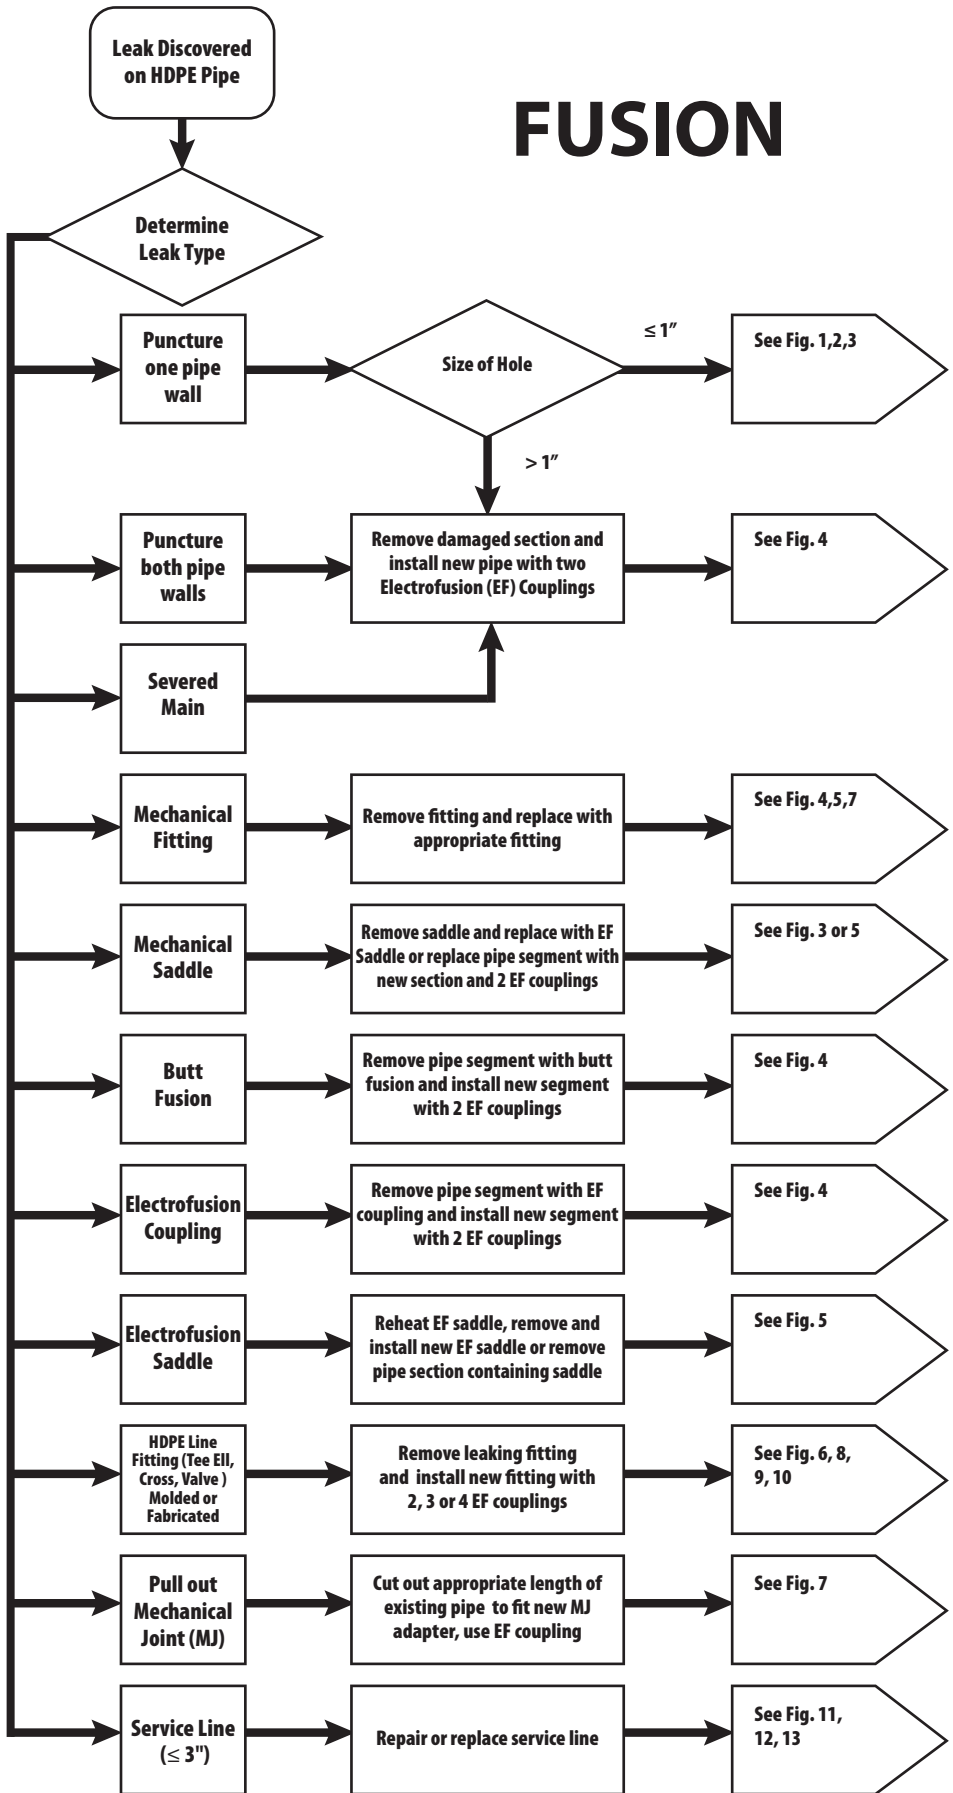 Leak Discovered
on HDPE Pipe
FUSION
Determine
Leak Type
Puncture
one pipe
wall
Size of Hole
≤ 1”
See Fig. 1,2,3
> 1”
Puncture
both pipe
walls
Remove damaged section and
install new pipe with two
Electrofusion (EF) Couplings
See Fig. 4
Severed
Main
Mechanical
Fitting
Remove fitting and replace with
appropriate fitting
See Fig. 4,5,7
Mechanical
Saddle
Remove saddle and replace with EF
Saddle or replace pipe segment with
new section and 2 EF couplings
See Fig. 3 or 5
Butt
Fusion
Remove pipe segment with butt
fusion and install new segment
with 2 EF couplings
See Fig. 4
Electrofusion
Coupling
Remove pipe segment with EF
coupling and install new segment
with 2 EF couplings
See Fig. 4
Electrofusion
Saddle
Reheat EF saddle, remove and
install new EF saddle or remove
pipe section containing saddle
See Fig. 5
HDPE Line
Fitting (Tee Ell,
Cross, Valve )
Molded or
Fabricated
Remove leaking fitting
and install new fitting with
2, 3 or 4 EF couplings
See Fig. 6, 8,
9, 10
Pull out
Mechanical
Joint (MJ)
Cut out appropriate length of
existing pipe to fit new MJ
adapter, use EF coupling
See Fig. 7
Service Line
(≤ 3")
Repair or replace service line
See Fig. 11,
12, 13